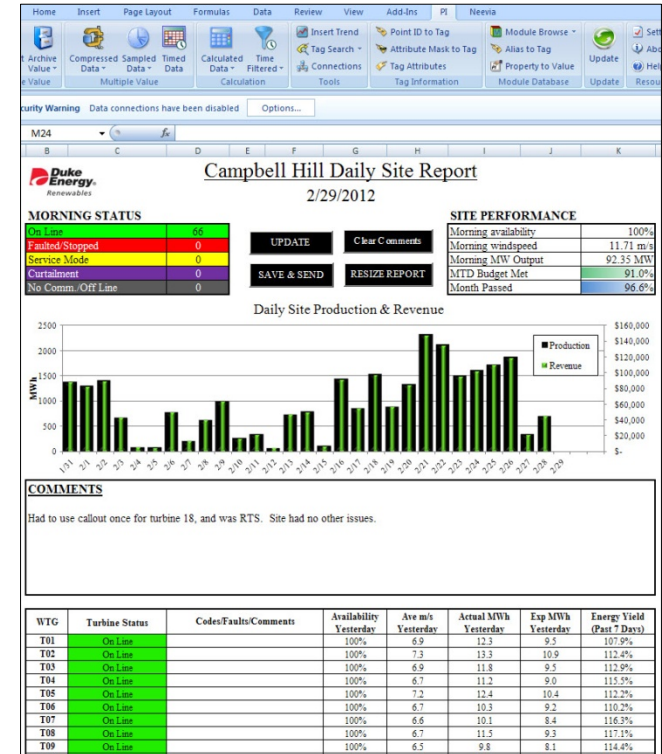 Home Insert Page Layout Formulas Data Review View Add-Ins PI Neevia
t Archive Value
Compressed Data
Sampled Data
Timed Data
Calculated Data
Time Filtered
Insert Trend
Tag Search
Connections
Point ID to Tag
Attribute Mask to Tag
Tag Attributes
Module Browse
Alias to Tag
Property to Value
Update
Sett
Abo
Help
e Value Multiple Value Calculation Tools Tag Information Module Database Update Resou
curity Warning Data connections have been disabled Options...
M24 fx
B C D E F G H I J K
Duke Energy.
Renewables
Campbell Hill Daily Site Report
2/29/2012
MORNING STATUS
On Line 66
Faulted/Stopped 0
Service Mode 0
Curtailment 0
No Comm./Off Line 0
UPDATE Clear Comments
SAVE & SEND RESIZE REPORT
SITE PERFORMANCE
Morning availability 100%
Morning windspeed 11.71 m/s
Morning MW Output 92.35 MW
MTD Budget Met 91.0%
Month Passed 96.6%
Daily Site Production & Revenue
MWh
2500
2000
1500
1000
500
0
Production
Revenue
$160,000
$140,000
$120,000
$100,000
$80,000
$60,000
$40,000
$20,000
$-
1/31 2/1 2/2 2/3 2/4 2/5 2/6 2/7 2/8 2/9 2/10 2/11 2/12 2/13 2/14 2/15 2/16 2/17 2/18 2/19 2/20 2/21 2/22 2/23 2/24 2/25 2/26 2/27 2/28 2/29
COMMENTS
Had to use callout once for turbine 18, and was RTS. Site had no other issues.
WTG Turbine Status Codes/Faults/Comments Availability Yesterday Ave m/s Yesterday Actual MWh Yesterday Exp MWh Yesterday Energy Yield (Past 7 Days)
T01 On Line 100% 6.9 12.3 9.5 107.9%
T02 On Line 100% 7.3 13.3 10.9 112.4%
T03 On Line 100% 6.9 11.8 9.5 112.9%
T04 On Line 100% 6.7 11.2 9.0 115.5%
T05 On Line 100% 7.2 12.4 10.4 112.2%
T06 On Line 100% 6.7 10.3 9.2 110.2%
T07 On Line 100% 6.6 10.1 8.4 116.3%
T08 On Line 100% 6.7 11.5 9.3 117.1%
T09 On Line 100% 6.5 9.8 8.1 114.4%